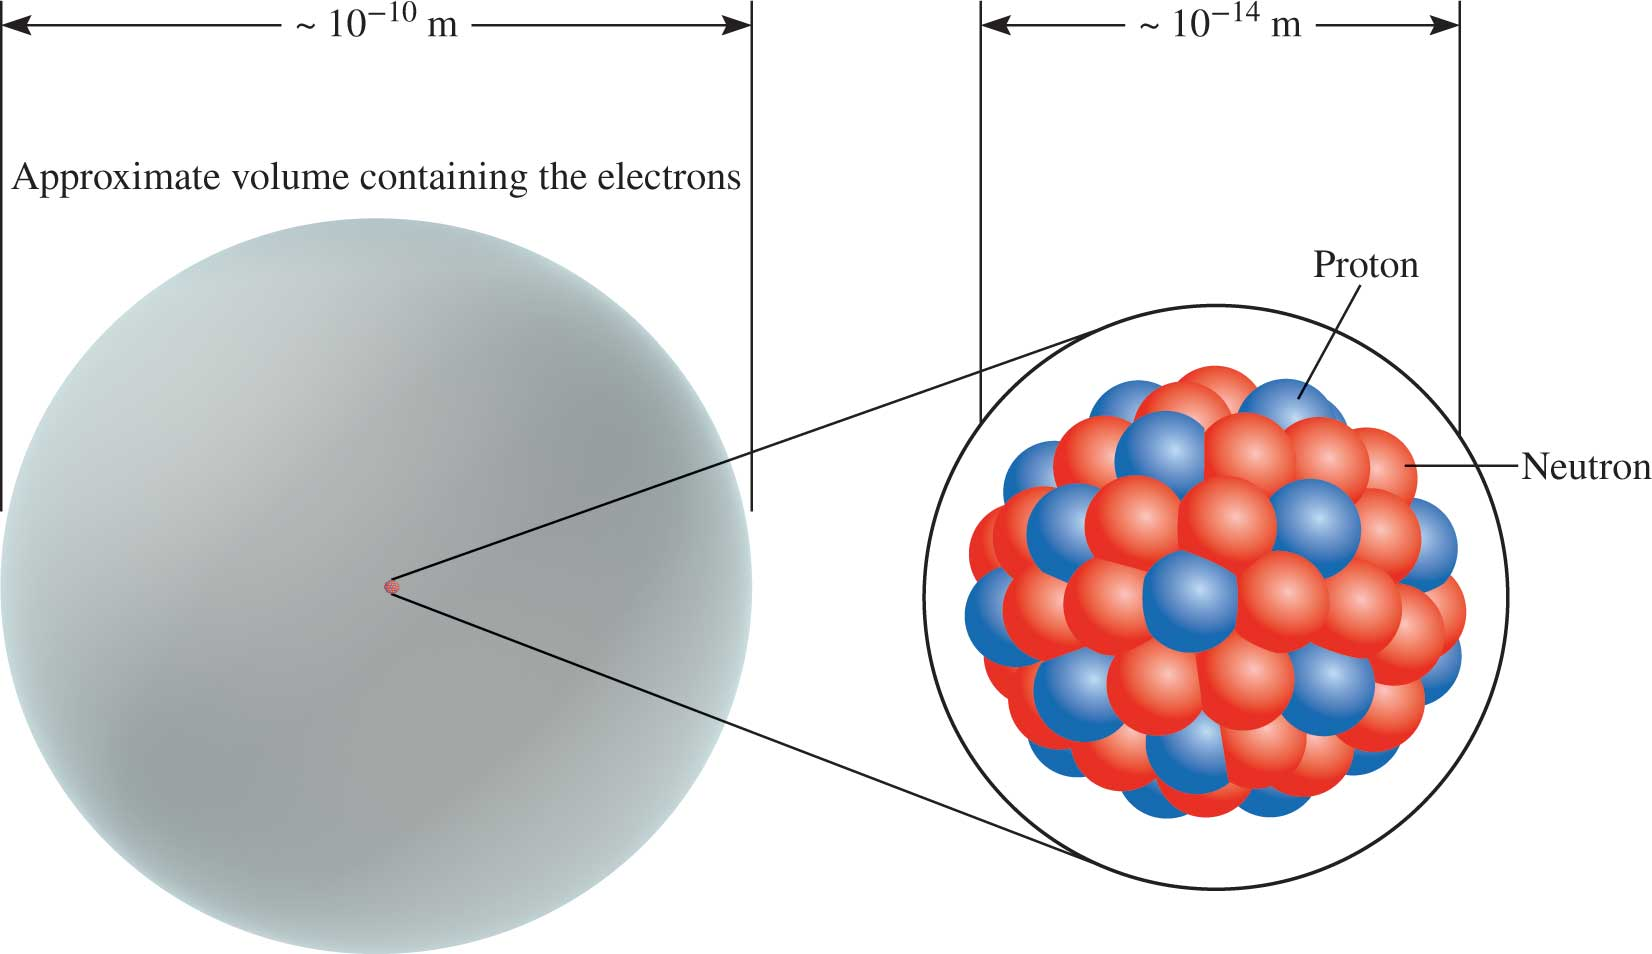 ~ 10⁻¹⁰ m
~ 10⁻¹⁴ m
Approximate volume containing the electrons
Proton
Neutron